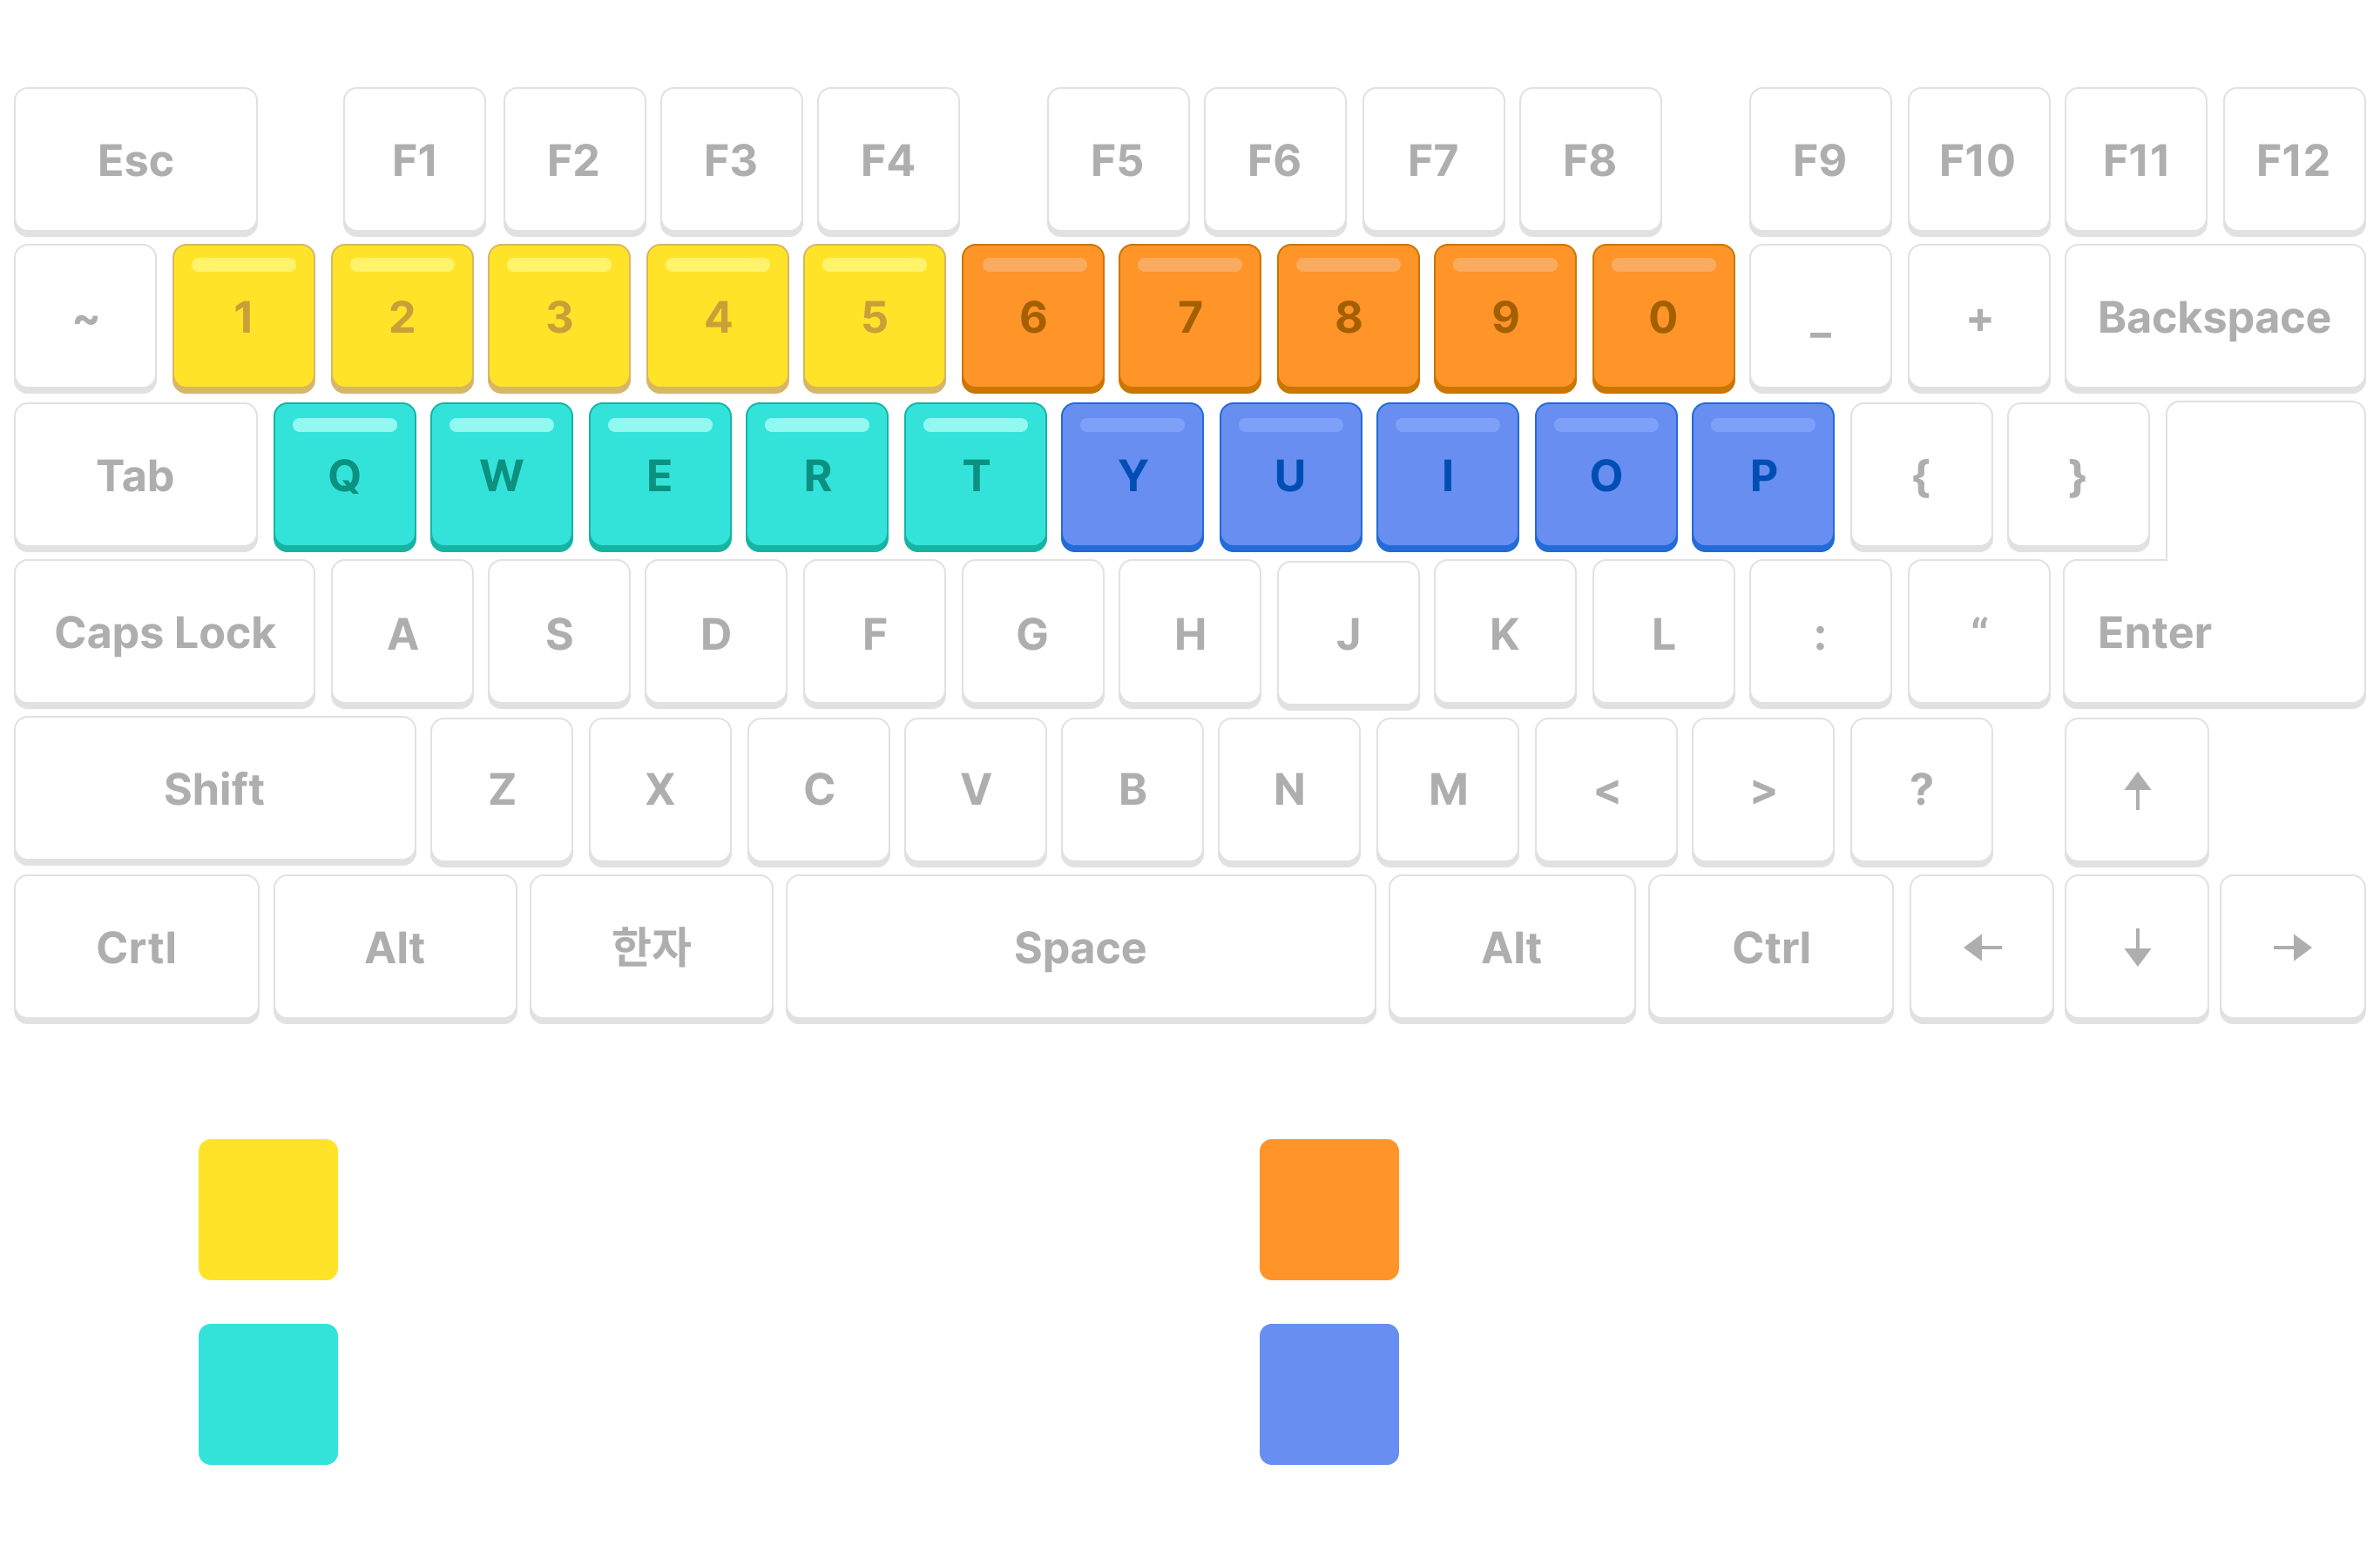 Esc F1 F2 F3 F4 F5 F6 F7 F8 F9 F10 F11 F12
~ 1 2 3 4 5 6 7 8 9 0 _ + Backspace
Tab Q W E R T Y U I O P { }
Caps Lock A S D F G H J K L : “ Enter
Shift Z X C V B N M < > ? ↑
Crtl Alt 한자 Space Alt Ctrl ← ↓ →